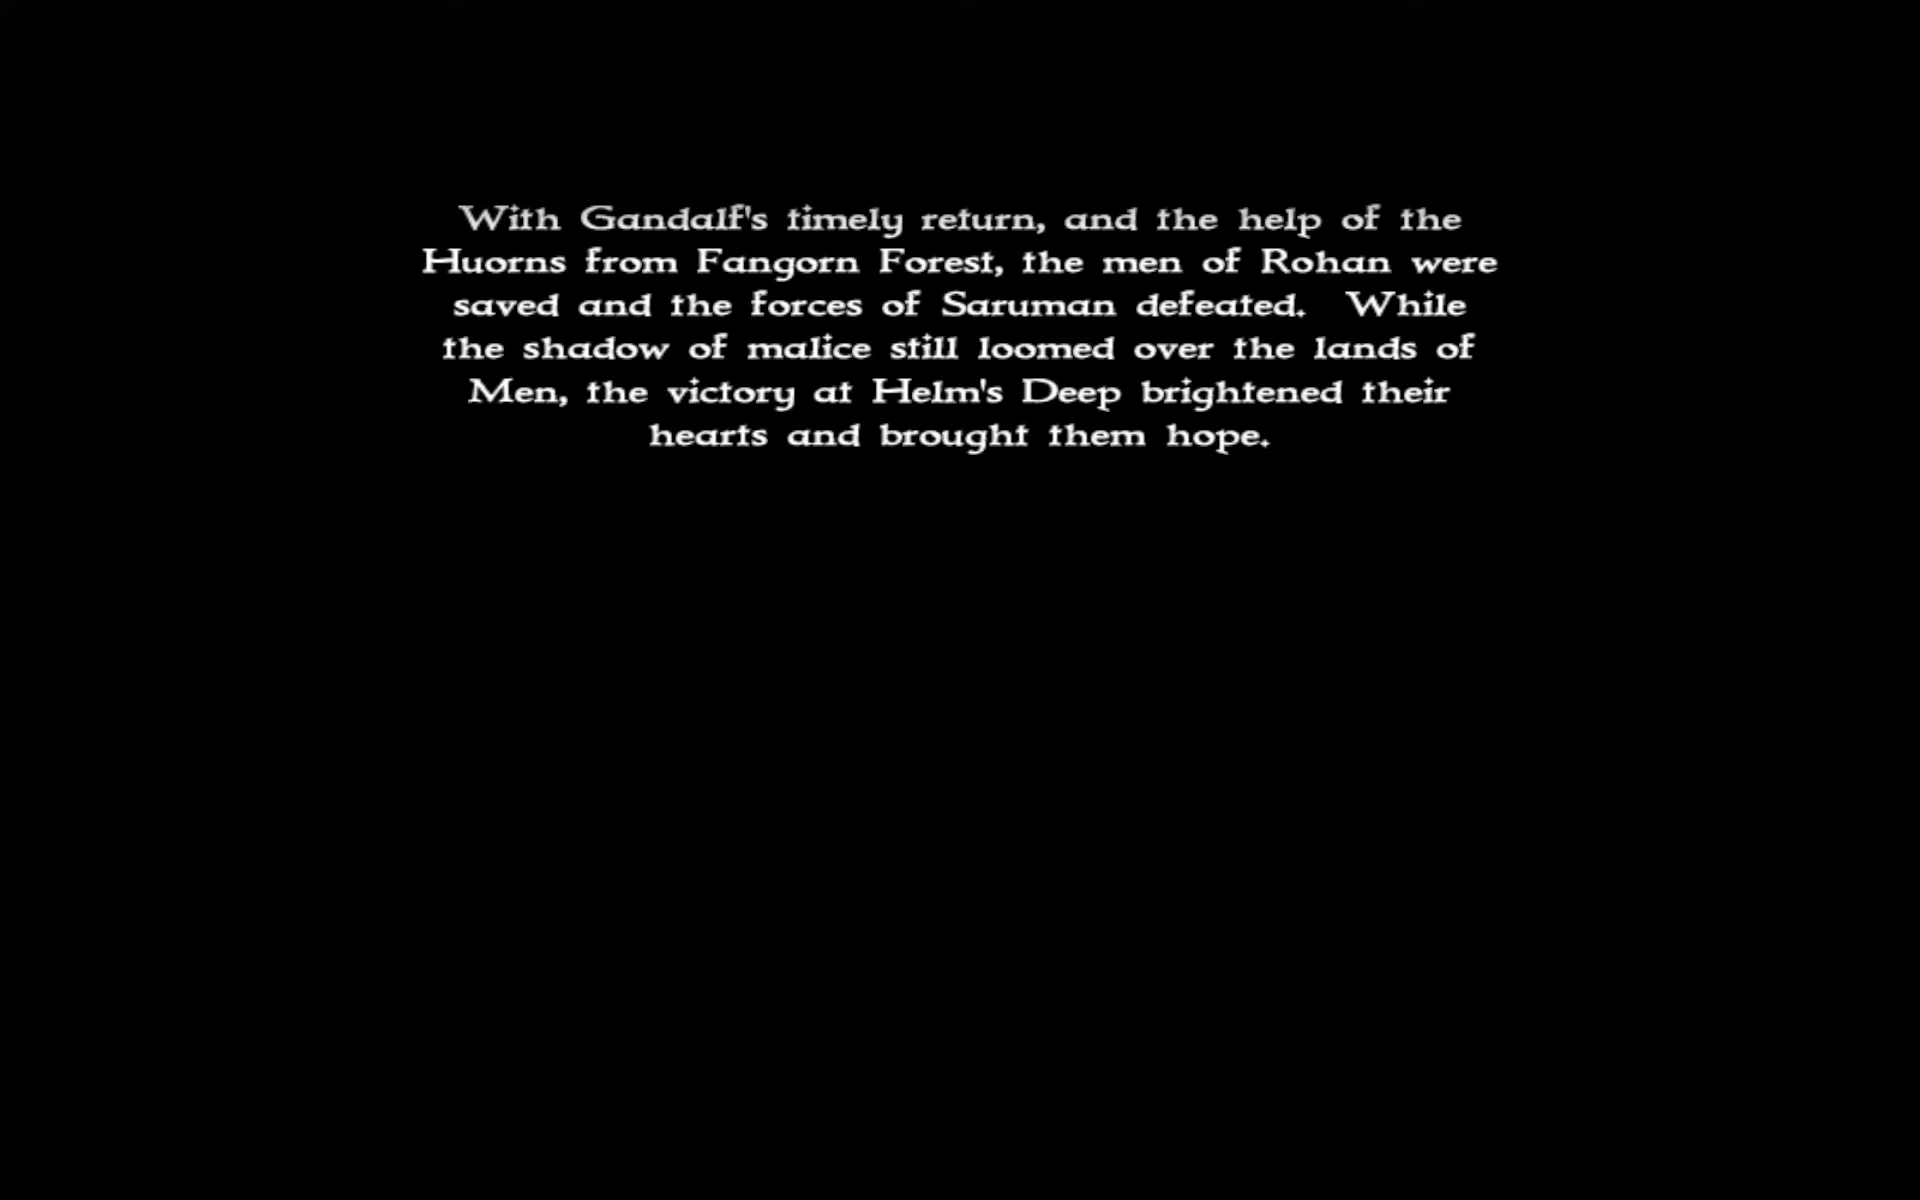 With Gandalf's timely return, and the help of the
Huorns from Fangorn Forest, the men of Rohan were
saved and the forces of Saruman defeated.  While
the shadow of malice still loomed over the lands of
Men, the victory at Helm's Deep brightened their
hearts and brought them hope.